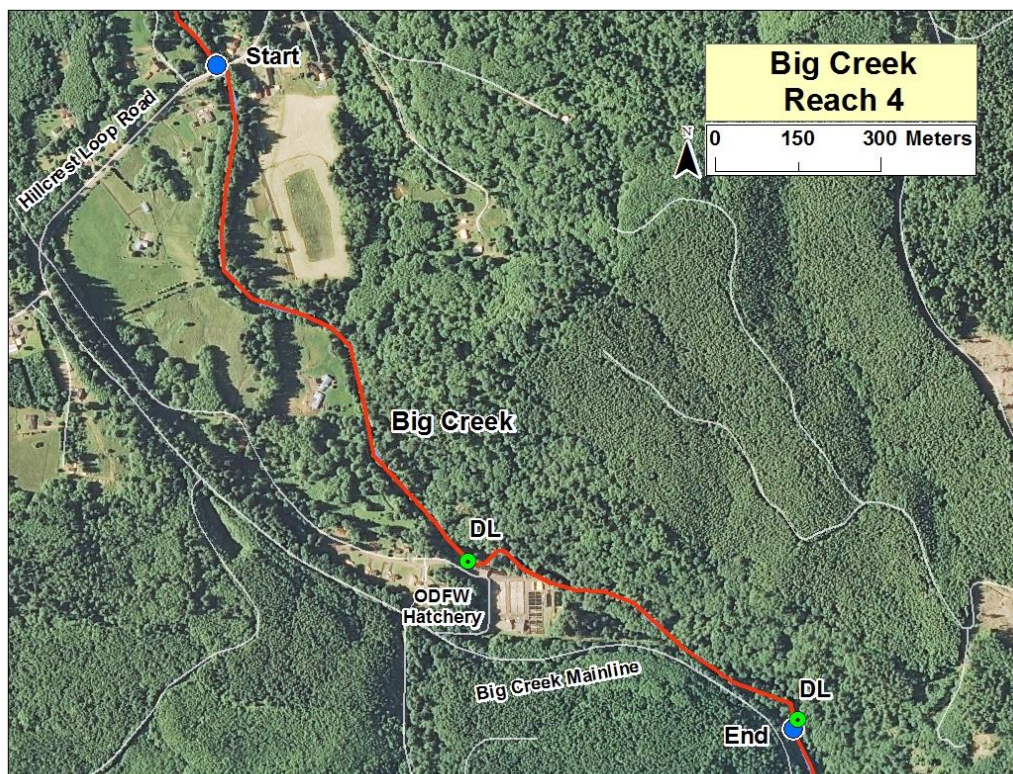 Start
Big Creek
Reach 4
N
0 150 300 Meters
Hillcrest Loop Road
Big Creek
DL
ODFW
Hatchery
Big Creek Mainline
DL
End